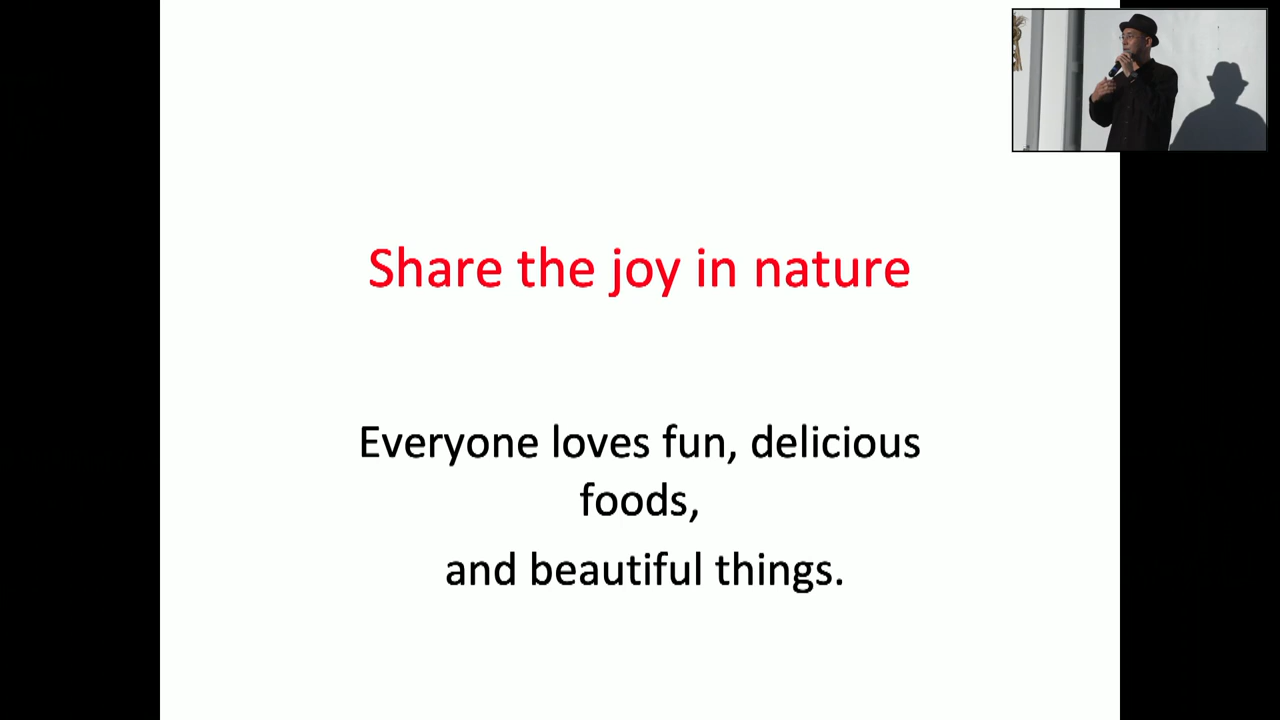 Share the joy in nature
Everyone loves fun, delicious
foods,
and beautiful things.